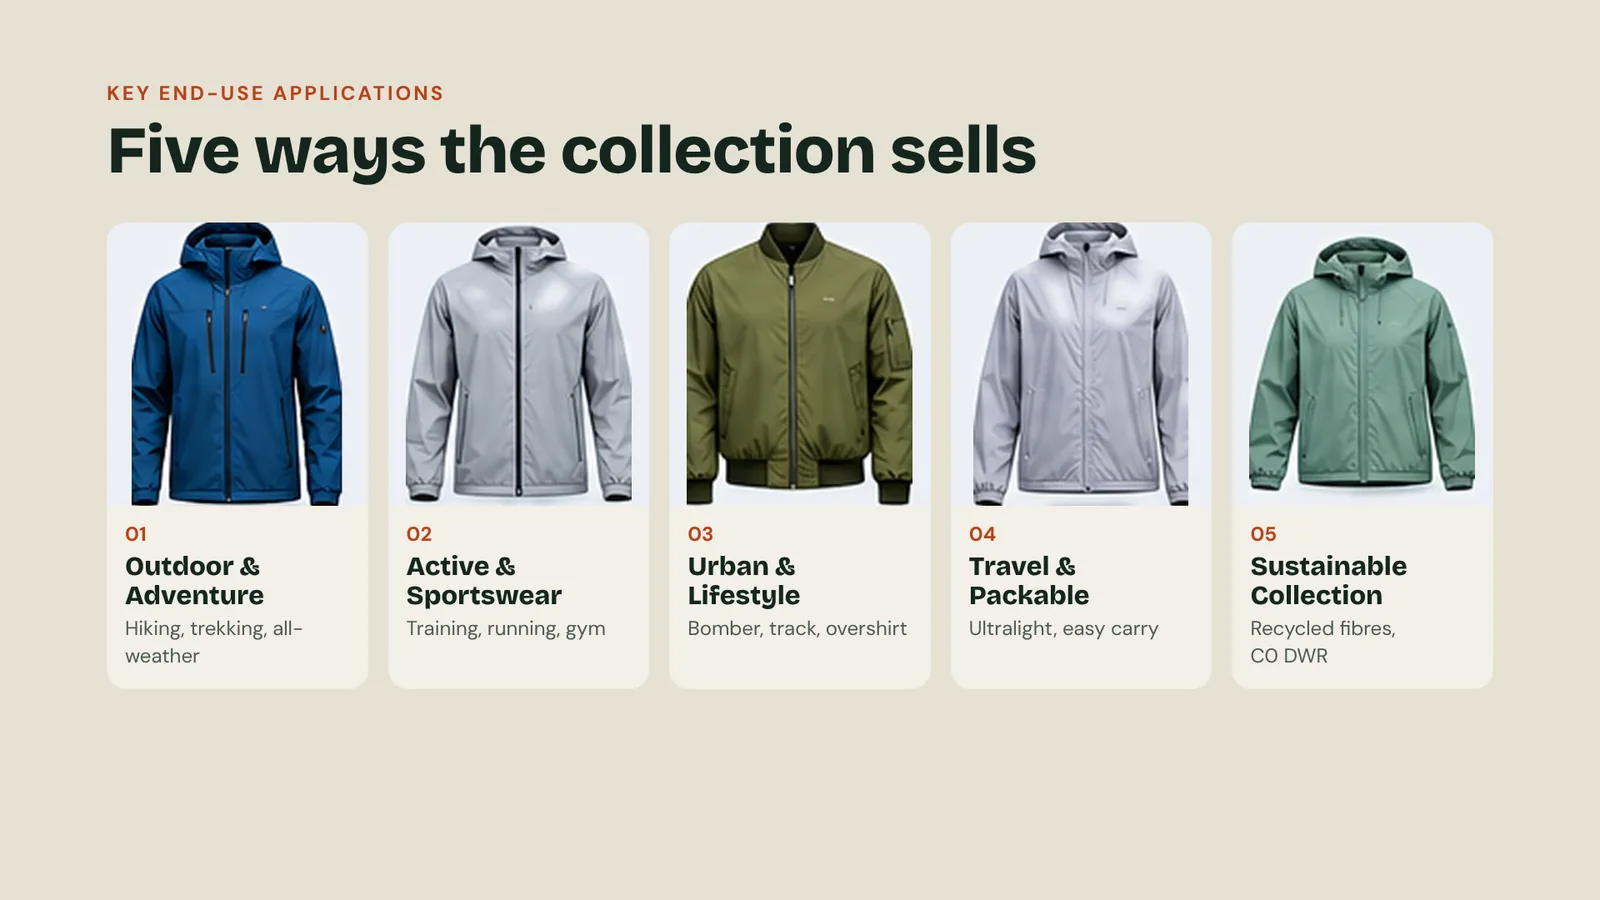 KEY END-USE APPLICATIONS
Five ways the collection sells
01
Outdoor &
Adventure
Hiking, trekking, all-
weather
02
Active &
Sportswear
Training, running, gym
03
Urban &
Lifestyle
Bomber, track, overshirt
04
Travel &
Packable
Ultralight, easy carry
05
Sustainable
Collection
Recycled fibres,
C0 DWR